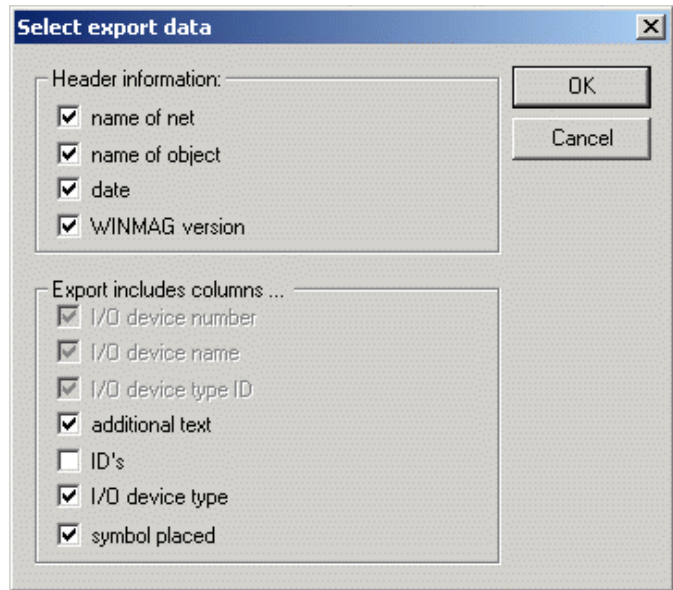 Select export data
Header information:
OK
name of net
Cancel
name of object
date
WINMAG version
Export includes columns ...
I/O device number
I/O device name
I/O device type ID
additional text
ID's
I/O device type
symbol placed